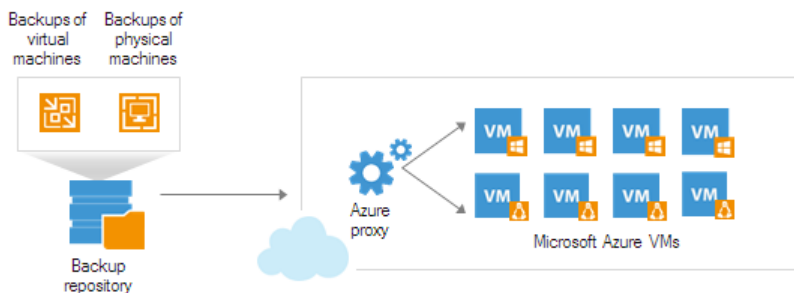 Backups of
virtual
machines
Backups of
physical
machines
VM VM VM VM
VM VM VM VM
Azure
proxy
Microsoft Azure VMs
Backup
repository